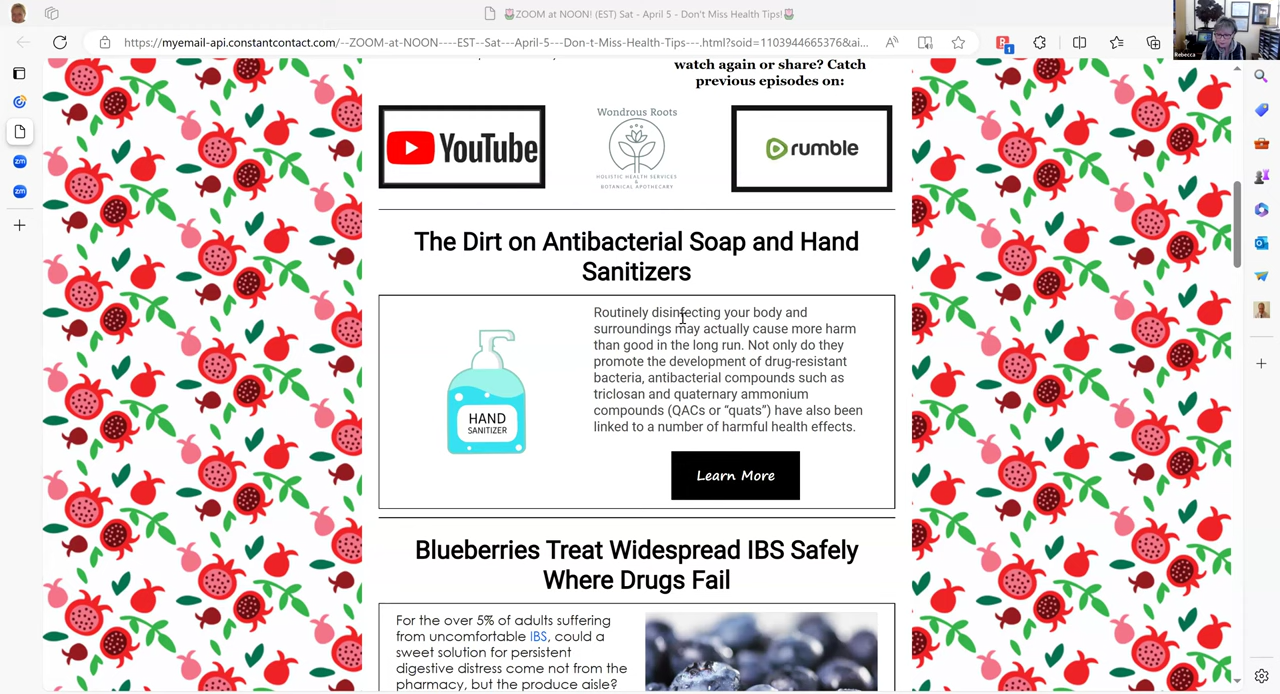 🌷ZOOM at NOON! (EST) Sat - April 5 - Don't Miss Health Tips!🌷
https://myemail-api.constantcontact.com/--ZOOM-at-NOON----EST--Sat---April-5---Don-t-Miss-Health-Tips---.html?soid=1103944665376&ai...
A
1
Rebecca
zm
zm
watch again or share? Catch
previous episodes on:
YouTube
Wondrous Roots
HOLISTIC HEALTH SERVICES
&
BOTANICAL APOTHECARY
rumble
The Dirt on Antibacterial Soap and Hand
Sanitizers
HAND
SANITIZER
Routinely disinfecting your body and
surroundings may actually cause more harm
than good in the long run. Not only do they
promote the development of drug-resistant
bacteria, antibacterial compounds such as
triclosan and quaternary ammonium
compounds (QACs or “quats”) have also been
linked to a number of harmful health effects.
Learn More
Blueberries Treat Widespread IBS Safely
Where Drugs Fail
For the over 5% of adults suffering
from uncomfortable IBS, could a
sweet solution for persistent
digestive distress come not from the
pharmacy, but the produce aisle?